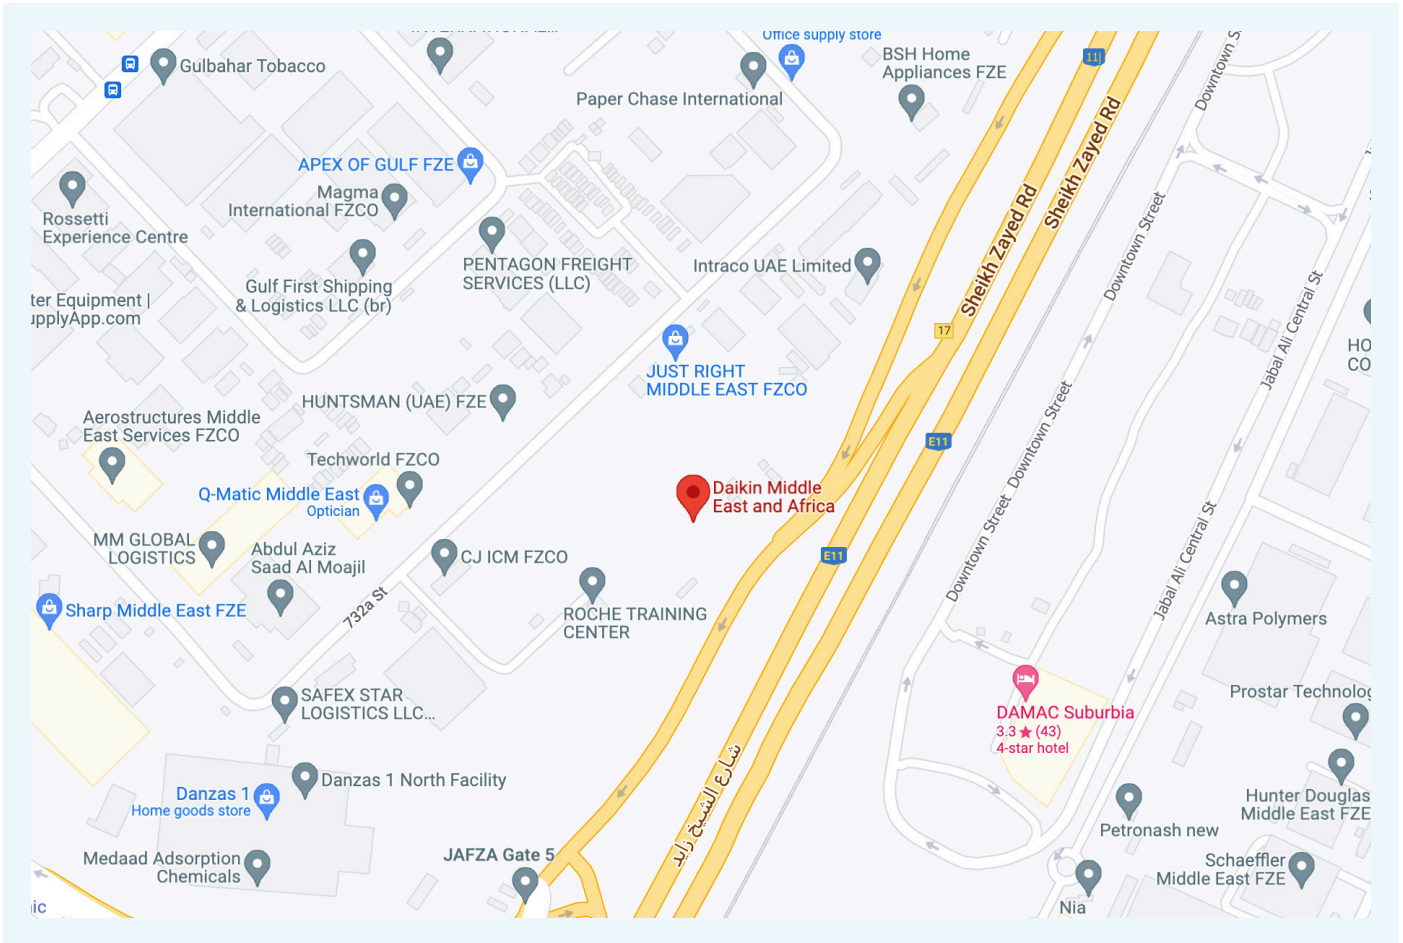 Office supply store
11
Gulbahar Tobacco
BSH Home
Appliances FZE
Paper Chase International
Downtown S
Sheikh Zayed Rd
APEX OF GULF FZE
Magma
International FZCO
Rossetti
Experience Centre
Sheikh Zayed Rd
Downtown Street
PENTAGON FREIGHT
SERVICES (LLC)
Intraco UAE Limited
Gulf First Shipping
& Logistics LLC (br)
ter Equipment |
upplyApp.com
17
Jabal Ali Central St
HO
CO
JUST RIGHT
MIDDLE EAST FZCO
HUNTSMAN (UAE) FZE
Aerostructures Middle
East Services FZCO
Downtown Street
E11
Techworld FZCO
Q-Matic Middle East
Optician
Daikin Middle
East and Africa
MM GLOBAL
LOGISTICS
Abdul Aziz
Saad Al Moajil
CJ ICM FZCO
E11
Downtown Street
Jabal Ali Central St
Sharp Middle East FZE
732a St
ROCHE TRAINING
CENTER
Astra Polymers
SAFEX STAR
LOGISTICS LLC...
DAMAC Suburbia
3.3★ (43)
4-star hotel
Prostar Technolog
Danzas 1 North Facility
Danzas 1
Home goods store
شارع الشيخ زايد
Hunter Douglas
Middle East FZE
Petronash new
JAFZA Gate 5
Medaad Adsorption
Chemicals
Schaeffler
Middle East FZE
Nia
ic